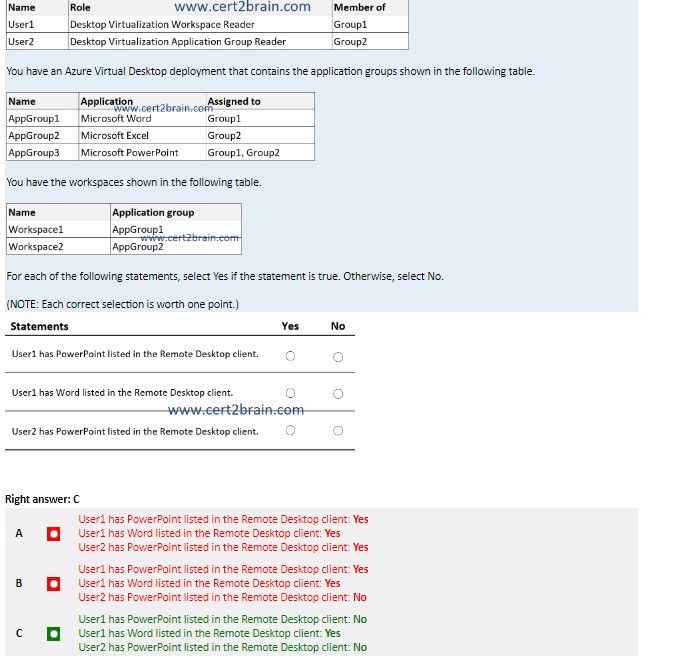 Name Role www.cert2brain.com Member of
User1 Desktop Virtualization Workspace Reader Group1
User2 Desktop Virtualization Application Group Reader Group2
You have an Azure Virtual Desktop deployment that contains the application groups shown in the following table.
Name Application Assigned to
www.cert2brain.com
AppGroup1 Microsoft Word Group1
AppGroup2 Microsoft Excel Group2
AppGroup3 Microsoft PowerPoint Group1, Group2
You have the workspaces shown in the following table.
Name Application group
Workspace1 AppGroup1
www.cert2brain.com
Workspace2 AppGroup2
For each of the following statements, select Yes if the statement is true. Otherwise, select No.
(NOTE: Each correct selection is worth one point.)
Statements Yes No
User1 has PowerPoint listed in the Remote Desktop client.
User1 has Word listed in the Remote Desktop client.
www.cert2brain.com
User2 has PowerPoint listed in the Remote Desktop client.
Right answer: C
User1 has PowerPoint listed in the Remote Desktop client: Yes
A User1 has Word listed in the Remote Desktop client: Yes
User2 has PowerPoint listed in the Remote Desktop client: Yes
User1 has PowerPoint listed in the Remote Desktop client: Yes
B User1 has Word listed in the Remote Desktop client: Yes
User2 has PowerPoint listed in the Remote Desktop client: No
User1 has PowerPoint listed in the Remote Desktop client: No
C User1 has Word listed in the Remote Desktop client: Yes
User2 has PowerPoint listed in the Remote Desktop client: No